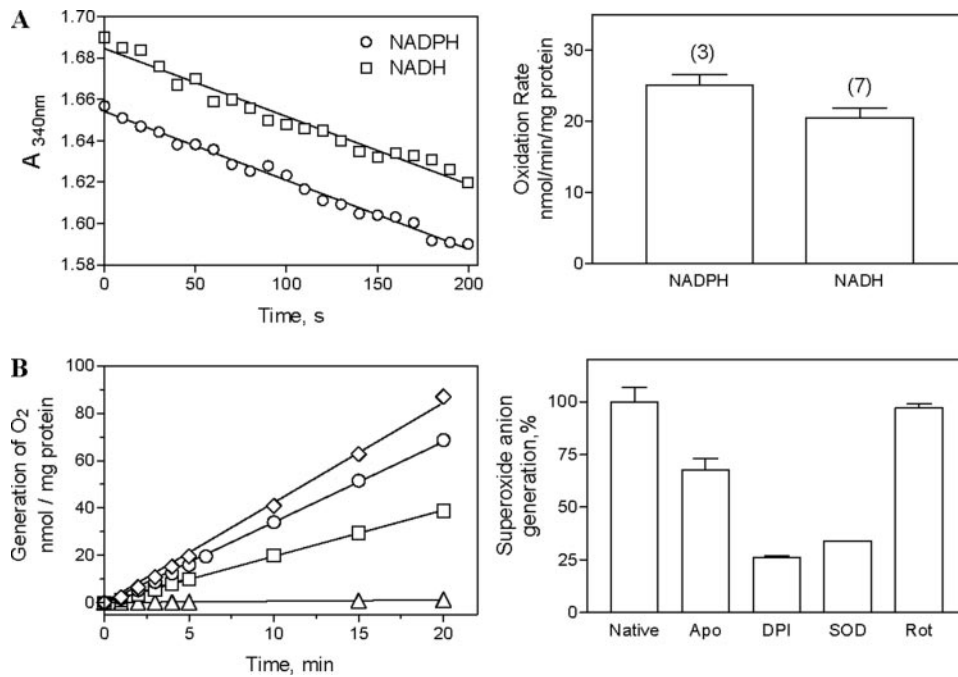 A
1.70
1.68
1.66
1.64
1.62
1.60
1.58
A 340nm
NADPH
NADH
0
50
100
150
200
Time, s
30
20
10
0
Oxidation Rate
nmol/min/mg protein
(3)
(7)
NADPH
NADH
B
100
80
60
40
20
0
Generation of O2
nmol / mg protein
0
5
10
15
20
Time, min
100
75
50
25
0
Superoxide anion
generation,%
Native
Apo
DPI
SOD
Rot